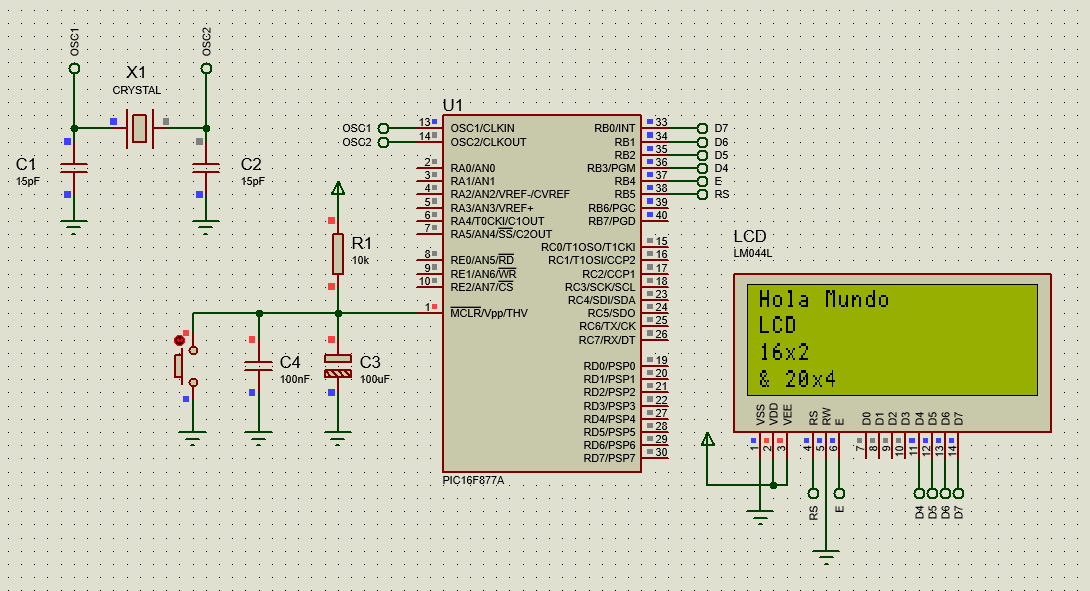 OSC1
OSC2
X1
CRYSTAL
C1
15pF
C2
15pF
R1
10k
C4
100nF
C3
100uF
U1
OSC1
OSC2
13 OSC1/CLKIN
14 OSC2/CLKOUT
2 RA0/AN0
3 RA1/AN1
4 RA2/AN2/VREF-/CVREF
5 RA3/AN3/VREF+
6 RA4/T0CKI/C1OUT
7 RA5/AN4/SS/C2OUT
8 RE0/AN5/RD
9 RE1/AN6/WR
10 RE2/AN7/CS
1 MCLR/Vpp/THV
RB0/INT 33 D7
RB1 34 D6
RB2 35 D5
RB3/PGM 36 D4
RB4 37 E
RB5 38 RS
RB6/PGC 39
RB7/PGD 40
RC0/T1OSO/T1CKI 15
RC1/T1OSI/CCP2 16
RC2/CCP1 17
RC3/SCK/SCL 18
RC4/SDI/SDA 23
RC5/SDO 24
RC6/TX/CK 25
RC7/RX/DT 26
RD0/PSP0 19
RD1/PSP1 20
RD2/PSP2 21
RD3/PSP3 22
RD4/PSP4 27
RD5/PSP5 28
RD6/PSP6 29
RD7/PSP7 30
PIC16F877A
LCD
LM044L
Hola Mundo
LCD
16x2
& 20x4
VSS VDD VEE RS RW E D0 D1 D2 D3 D4 D5 D6 D7
1 2 3 4 5 6 7 8 9 10 11 12 13 14
RS E D4 D5 D6 D7